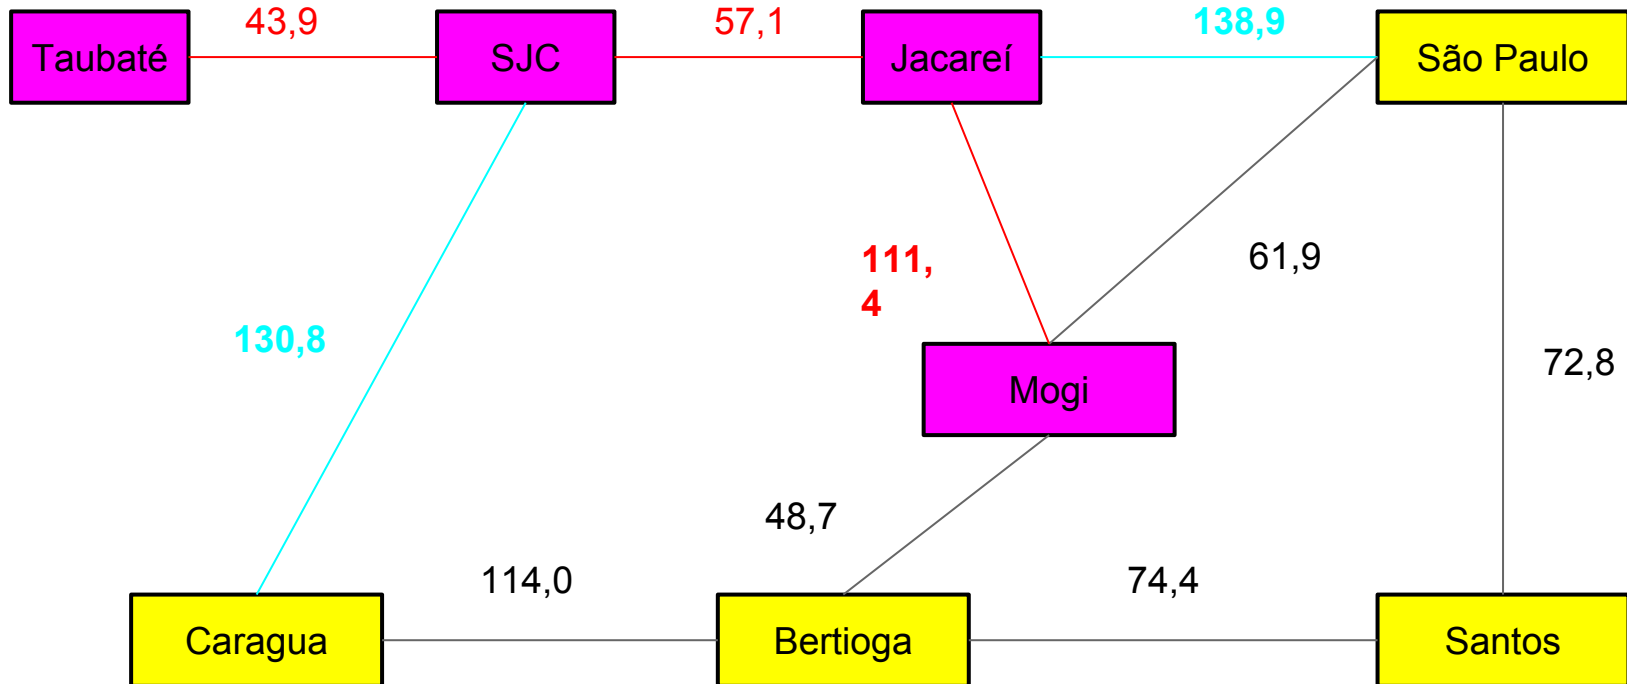 43,9
57,1
138,9
Taubaté
SJC
Jacareí
São Paulo
111,
4
61,9
130,8
72,8
Mogi
48,7
114,0
74,4
Caragua
Bertioga
Santos